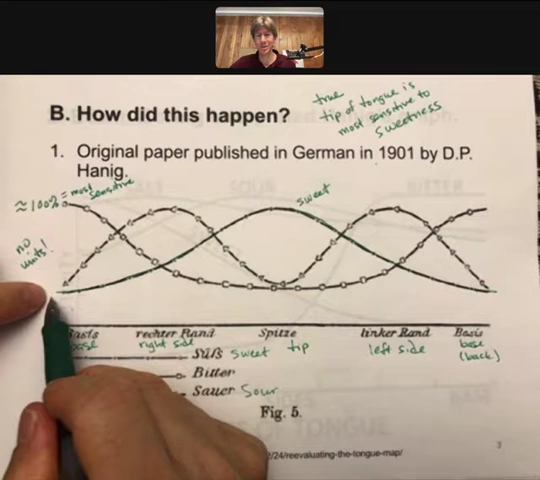 B. How did this happen?
true
tip of tongue is
most sensitive to
sweetness
1. Original paper published in German in 1901 by D.P.
Hanig.
≈100% = most sensitive
sweet
no
units!
Basis rechter Rand Spitze linker Rand Basis
base right side tip left side base
(back)
Süß sweet
Bitter
Sauer Sour
Fig. 5.
/24/reevaluating-the-tongue-map/
3